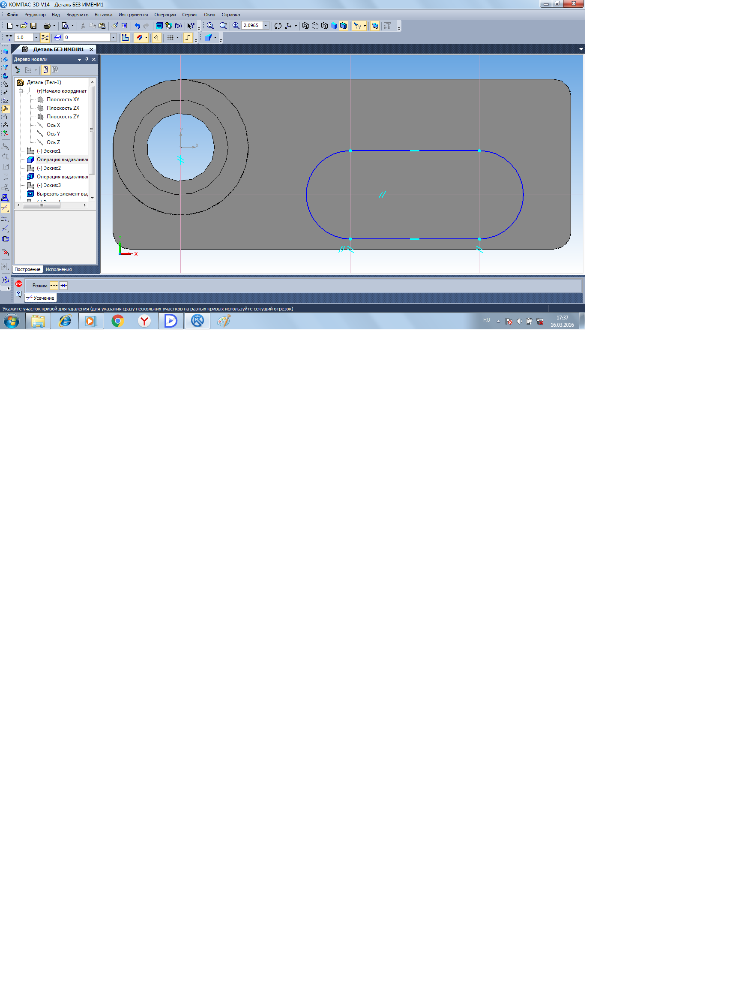 КОМПАС-3D V14 - Деталь БЕЗ ИМЕНИ1
Файл Редактор Вид Выделить Вставка Инструменты Операции Сервис Окно Справка
f(x) 2.0965
1.0 0
Деталь БЕЗ ИМЕНИ1
Дерево модели
Деталь (Тел-1)
(т)Начало координат
Плоскость XY
Плоскость ZX
Плоскость ZY
Ось X
Ось Y
Ось Z
(-) Эскиз:1
Операция выдавливан
(-) Эскиз:2
Операция выдавливан
(-) Эскиз:3
Вырезать элемент выд
Y
X
Y
X
Построение Исполнения
STOP
Режим
Усечение
Укажите участок кривой для удаления (для указания сразу нескольких участков на разных кривых используйте секущий отрезок)
RU
17:37
16.03.2016